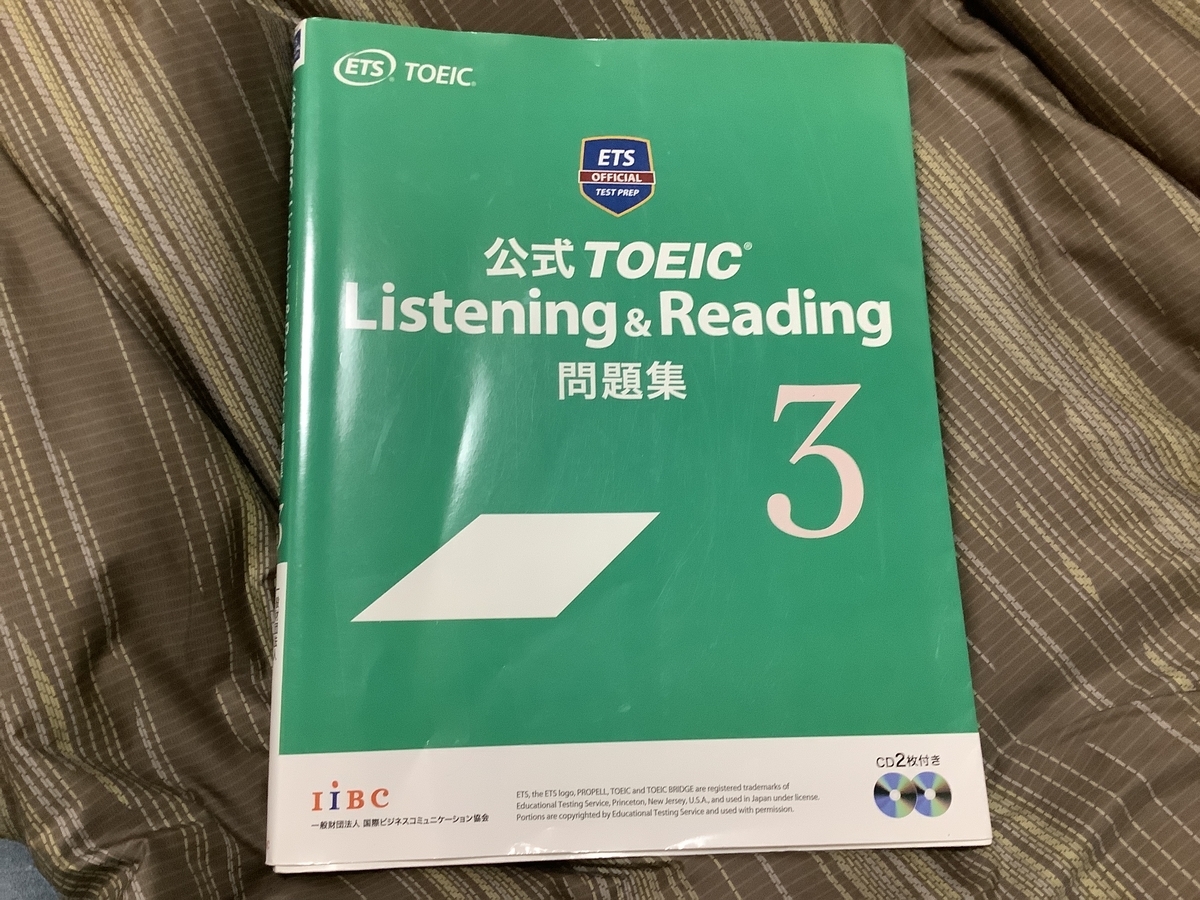 ETS® TOEIC®
ETS
OFFICIAL
TEST PREP
公式 TOEIC®
Listening & Reading
問題集
3
CD2枚付き
IiBC
一般財団法人 国際ビジネスコミュニケーション協会
ETS, the ETS logo, PROPELL, TOEIC and TOEIC BRIDGE are registered trademarks of
Educational Testing Service, Princeton, New Jersey, U.S.A., and used in Japan under license.
Portions are copyrighted by Educational Testing Service and used with permission.